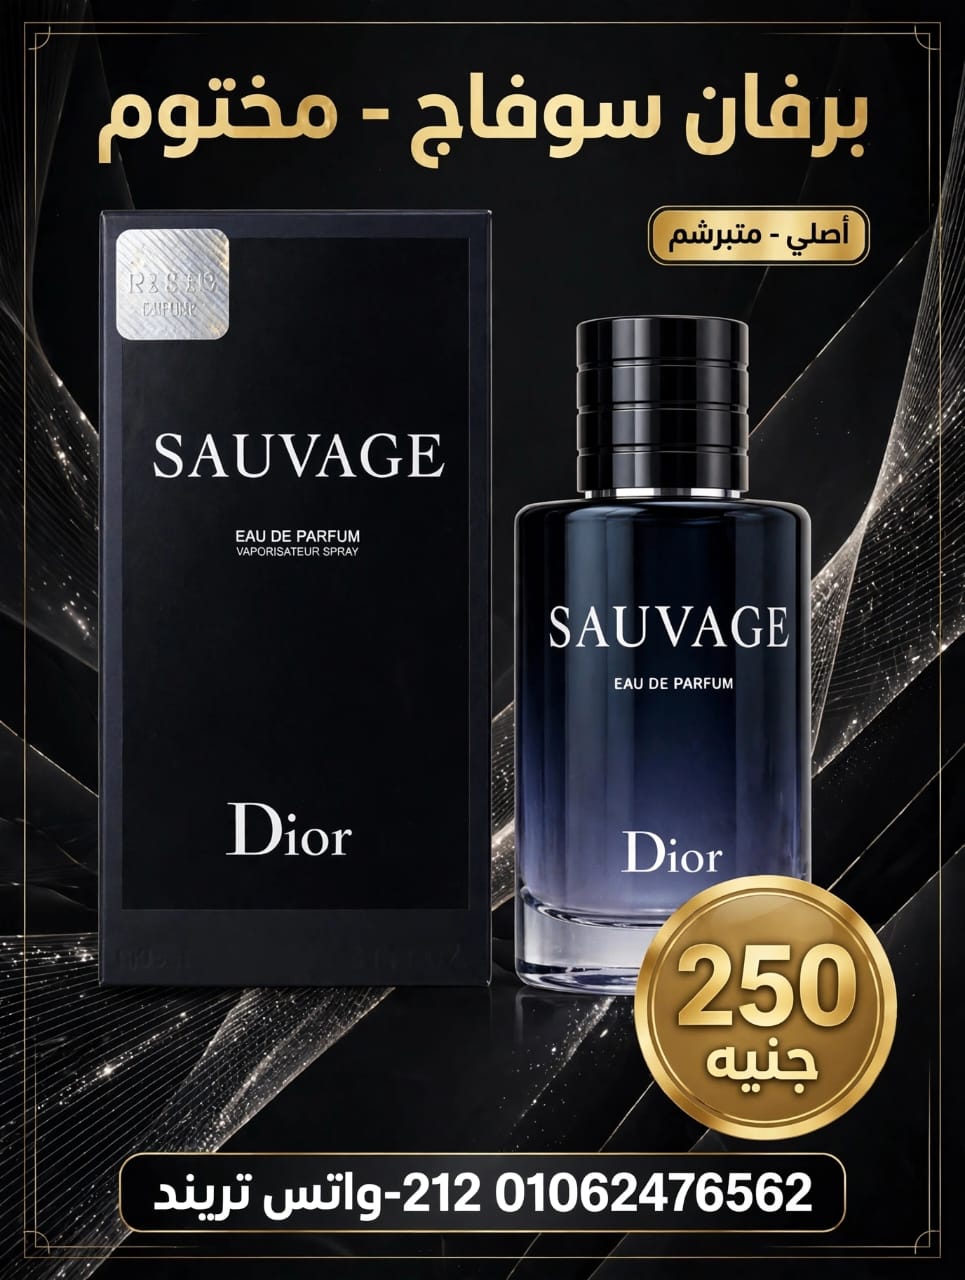 برفان سوفاج - مختوم
أصلي - متبرشم
SAUVAGE
EAU DE PARFUM
VAPORISATEUR SPRAY
Dior
SAUVAGE
EAU DE PARFUM
Dior
250
جنيه
01062476562 212-واتس تريند